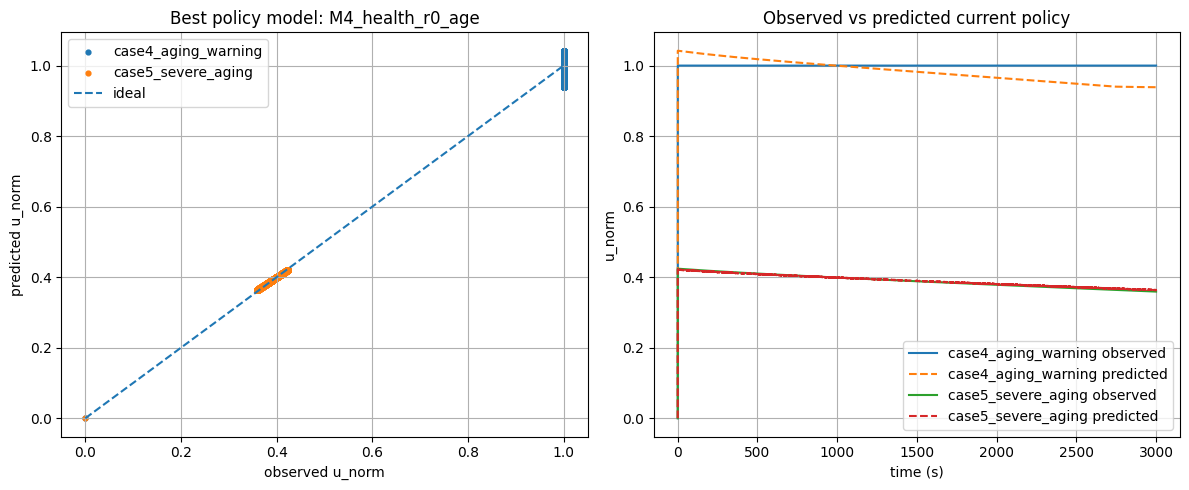 Best policy model: M4_health_r0_age
case4_aging_warning
case5_severe_aging
ideal
predicted u_norm
1.0
0.8
0.6
0.4
0.2
0.0
0.0 0.2 0.4 0.6 0.8 1.0
observed u_norm
Observed vs predicted current policy
u_norm
1.0
0.8
0.6
0.4
0.2
0.0
case4_aging_warning observed
case4_aging_warning predicted
case5_severe_aging observed
case5_severe_aging predicted
0 500 1000 1500 2000 2500 3000
time (s)